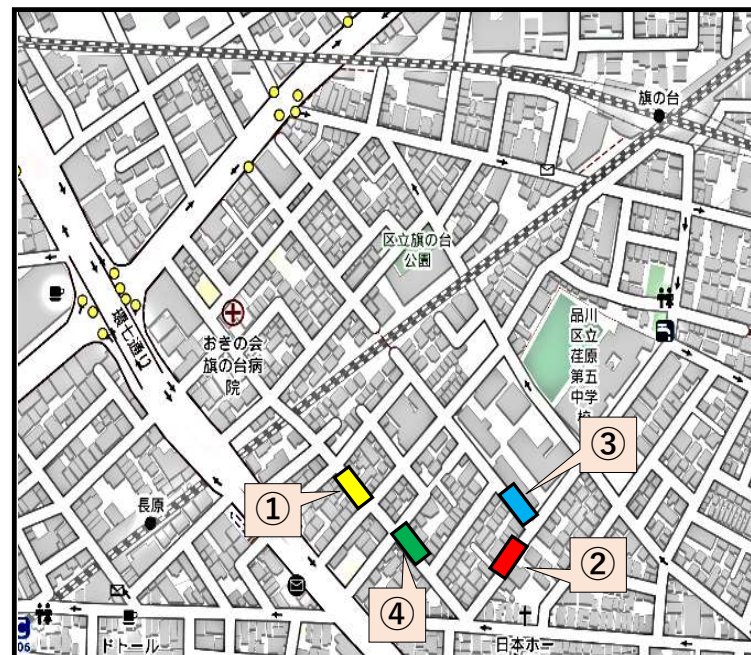 旗の台
区立旗の台
公園
品川
区立
荏原
第五
中学
校
おぎの会
旗の台病
院
環七通り
長原
①
③
②
④
06
ドトール
日本ホー